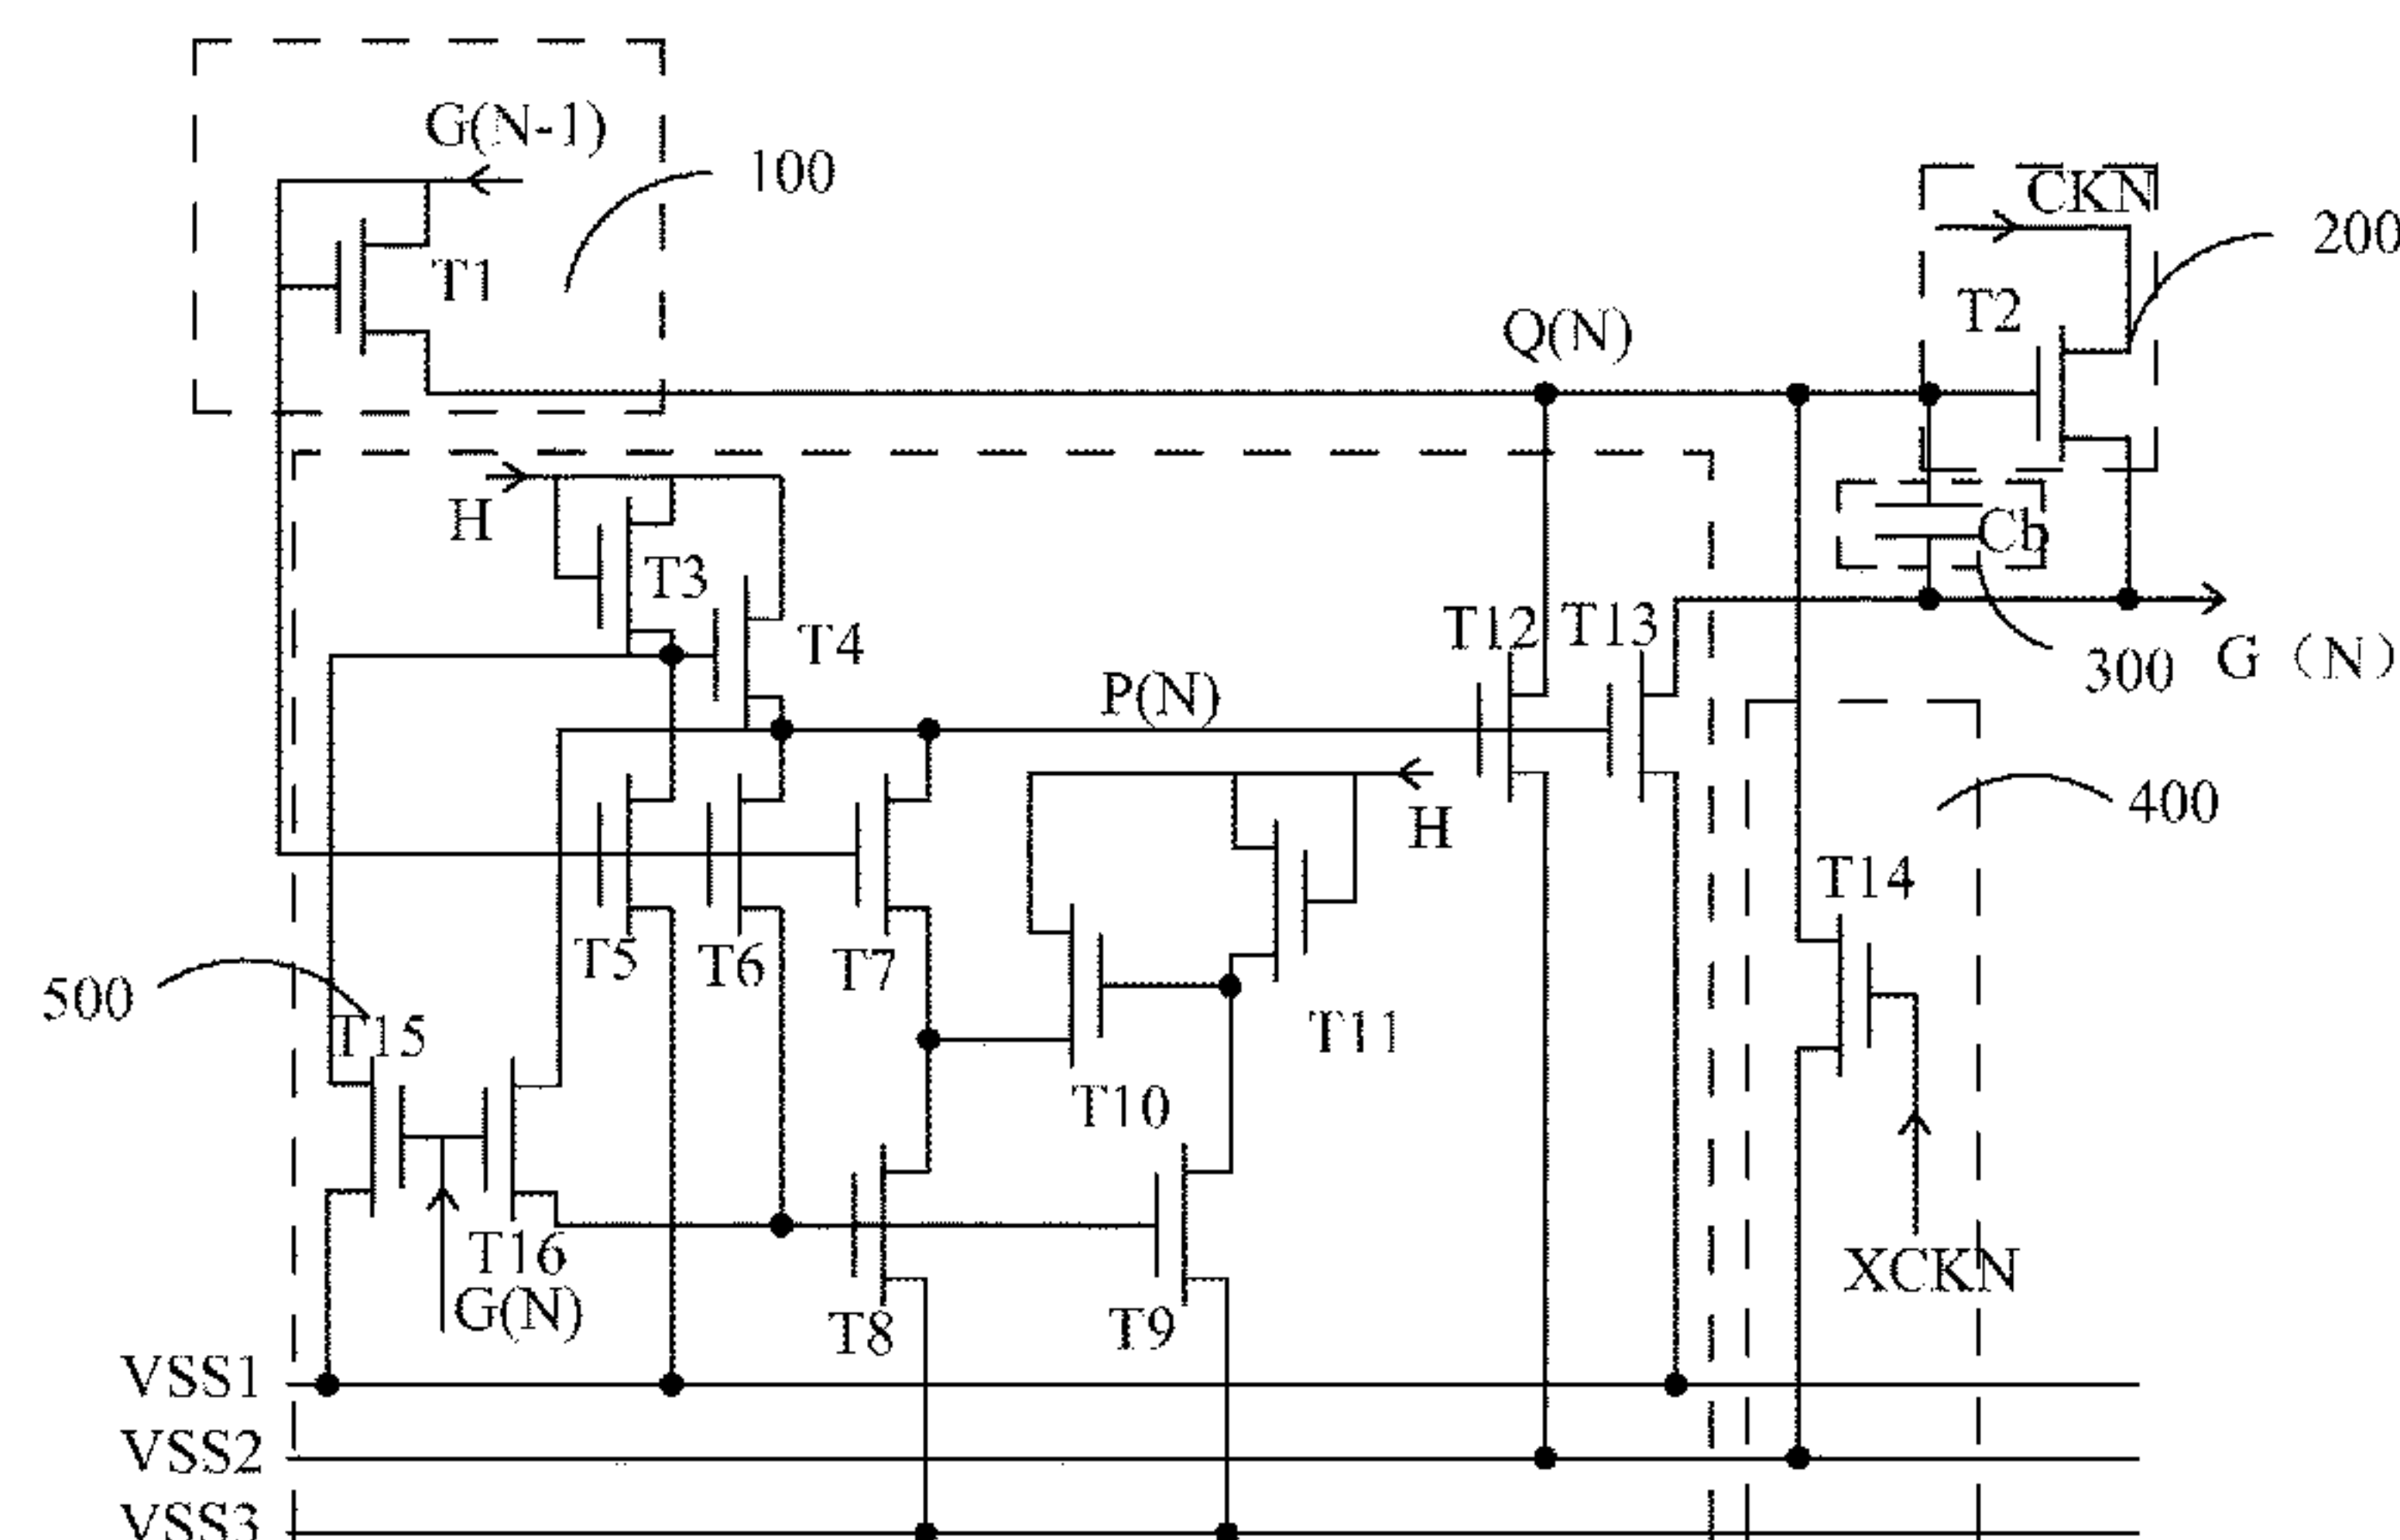 G(N-1)
100
CKN
200
T1
T2
Q(N)
H
T3
Cb
T4
T12
T13
300
G（N）
P(N)
H
400
T14
T5
T6
T7
500
T15
T11
T10
T16
G(N)
XCKN
T8
T9
VSS1
VSS2
VSS3